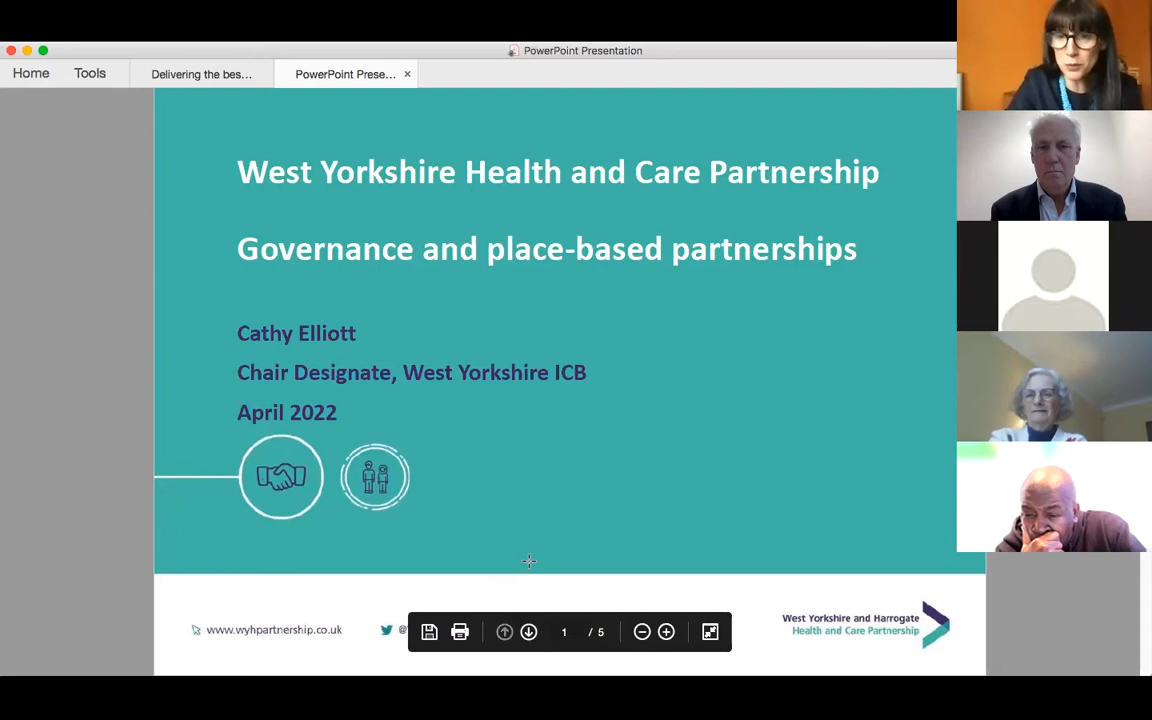 PowerPoint Presentation
Home
Tools
Delivering the bes...
PowerPoint Prese...
West Yorkshire Health and Care Partnership
Governance and place-based partnerships
Cathy Elliott
Chair Designate, West Yorkshire ICB
April 2022
www.wyhpartnership.co.uk
@
1 / 5
West Yorkshire and Harrogate
Health and Care Partnership